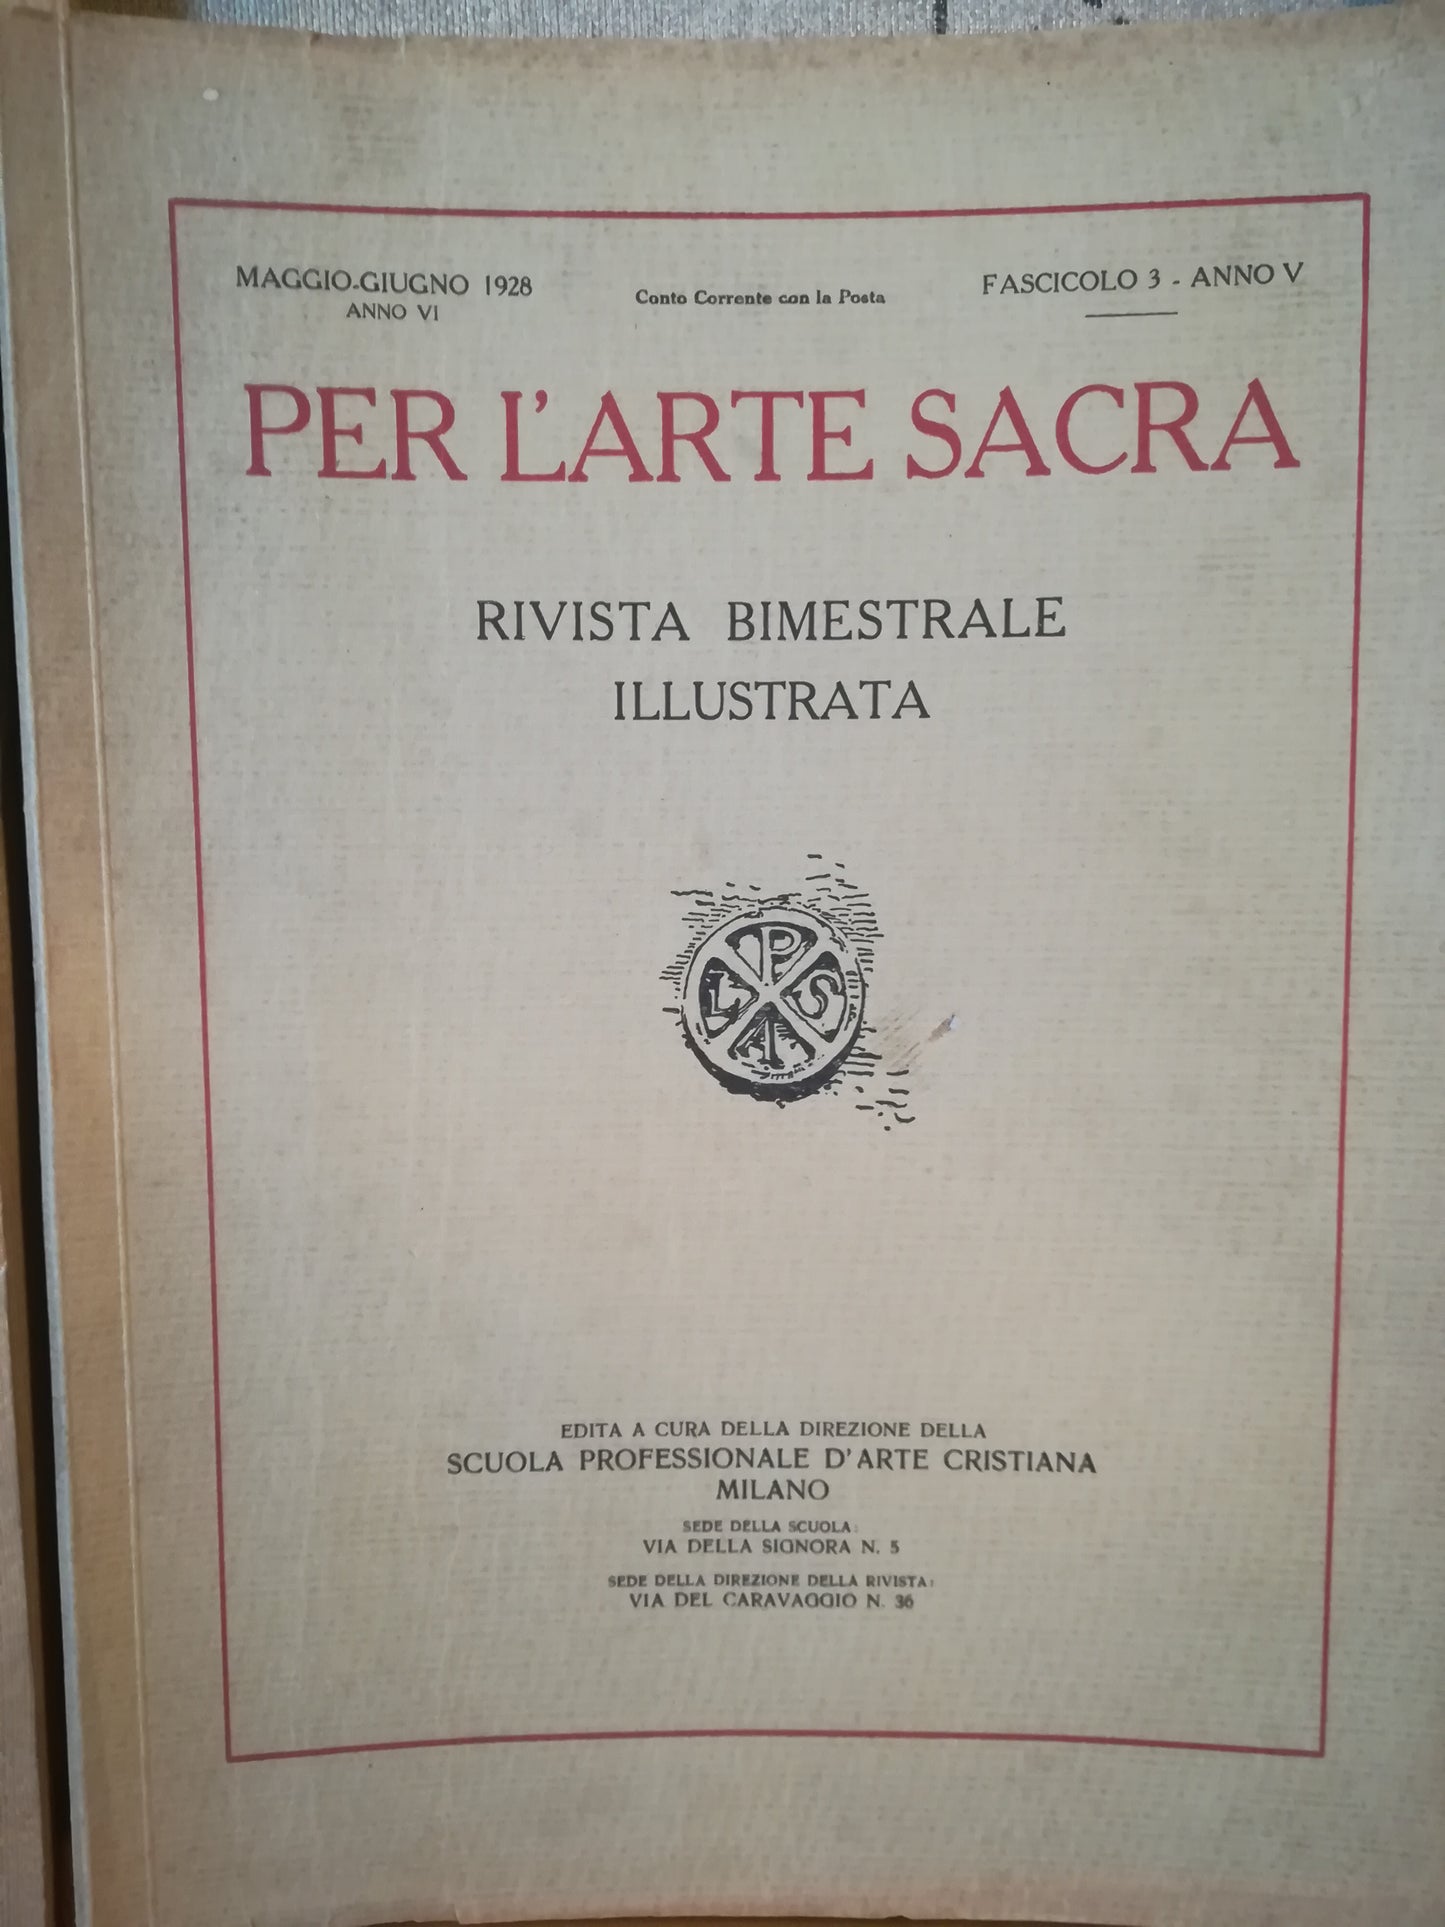 MAGGIO-GIUGNO 1928
ANNO VI
Conto Corrente con la Posta
FASCICOLO 3 - ANNO V
PER L'ARTE SACRA
RIVISTA BIMESTRALE
ILLUSTRATA
P
L S
A
EDITA A CURA DELLA DIREZIONE DELLA
SCUOLA PROFESSIONALE D'ARTE CRISTIANA
MILANO
SEDE DELLA SCUOLA:
VIA DELLA SIGNORA N. 5
SEDE DELLA DIREZIONE DELLA RIVISTA:
VIA DEL CARAVAGGIO N. 36